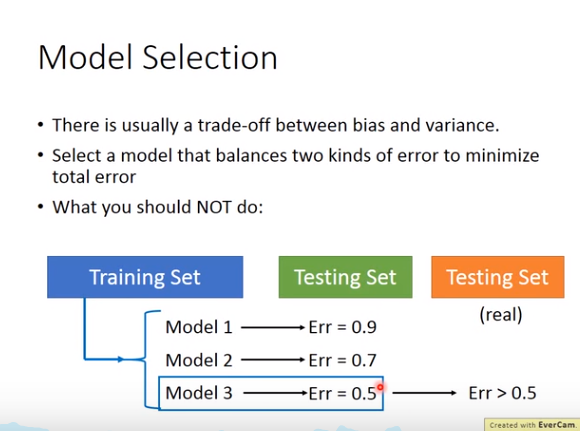 Model Selection
• There is usually a trade-off between bias and variance.
• Select a model that balances two kinds of error to minimize
total error
• What you should NOT do:
Training Set
Testing Set
Testing Set
(real)
Model 1
Err = 0.9
Model 2
Err = 0.7
Model 3
Err = 0.5
Err > 0.5
Created with EverCam.